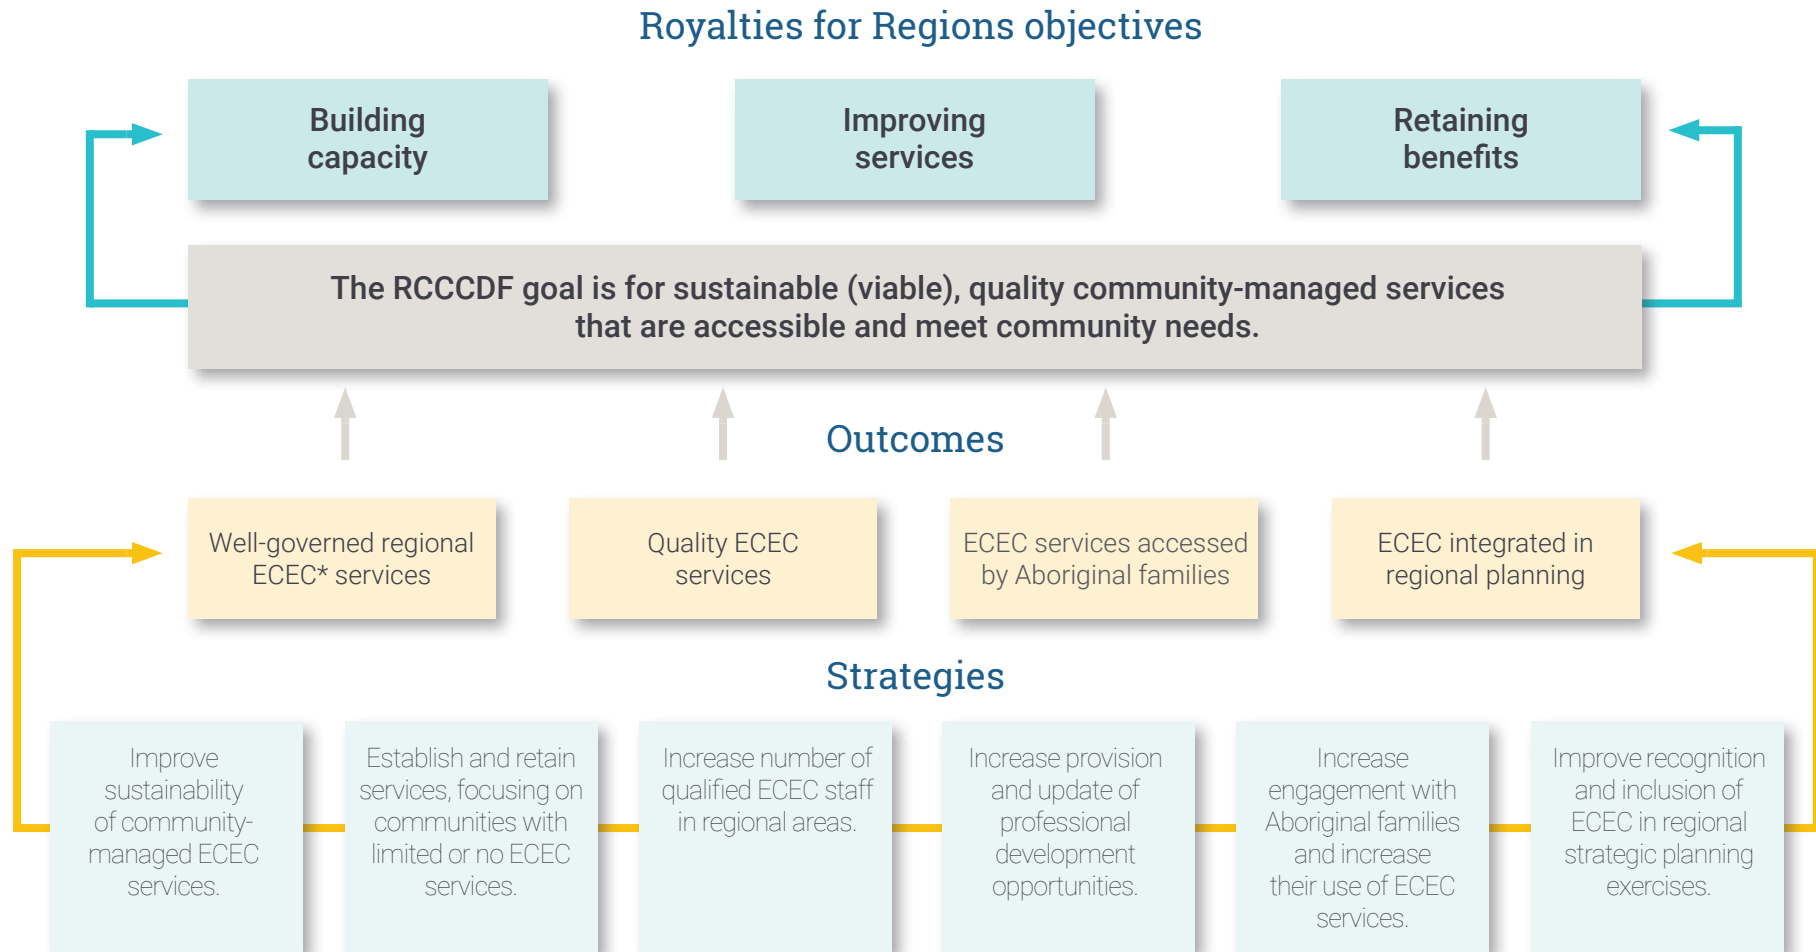 Royalties for Regions objectives
Building
capacity
Improving
services
Retaining
benefits
The RCCCDF goal is for sustainable (viable), quality community-managed services
that are accessible and meet community needs.
Outcomes
Well-governed regional
ECEC* services
Quality ECEC
services
ECEC services accessed
by Aboriginal families
ECEC integrated in
regional planning
Strategies
Improve
sustainability
of community-
managed ECEC
services.
Establish and retain
services, focusing on
communities with
limited or no ECEC
services.
Increase number of
qualified ECEC staff
in regional areas.
Increase provision
and update of
professional
development
opportunities.
Increase
engagement with
Aboriginal families
and increase
their use of ECEC
services.
Improve recognition
and inclusion of
ECEC in regional
strategic planning
exercises.